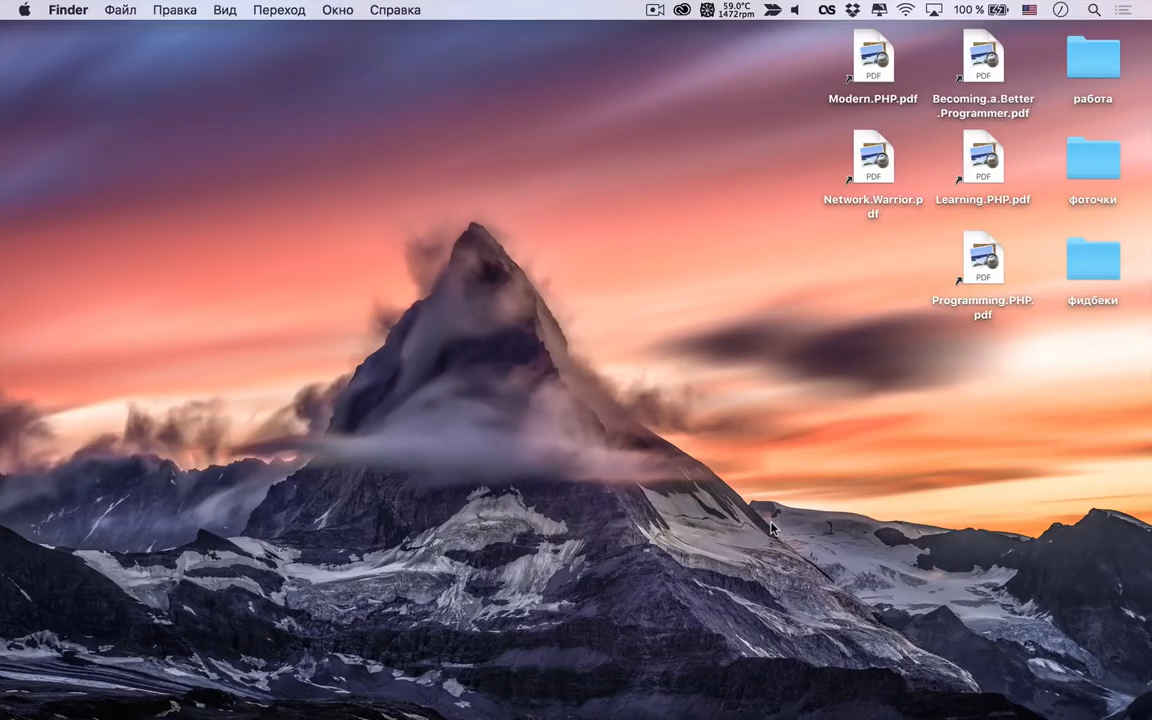 Finder Файл Правка Вид Переход Окно Справка 59.0°C 1472rpm 100 %
PDF
Modern.PHP.pdf
PDF
Becoming.a.Better
.Programmer.pdf
работа
PDF
Network.Warrior.p
df
PDF
Learning.PHP.pdf
фоточки
PDF
Programming.PHP.
pdf
фидбеки